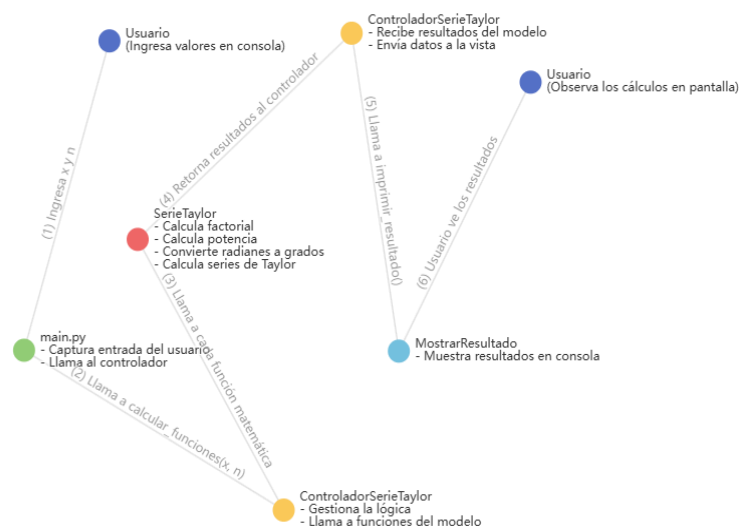 Usuario
(Ingresa valores en consola)
ControladorSerieTaylor
- Recibe resultados del modelo
- Envía datos a la vista
Usuario
(Observa los cálculos en pantalla)
(1) Ingresa x y n
(4) Retorna resultados al controlador
(5) Llama a imprimir_resultado()
(6) Usuario ve los resultados
SerieTaylor
- Calcula factorial
- Calcula potencia
- Convierte radianes a grados
- Calcula series de Taylor
(3) Llama a cada función matemática
main.py
- Captura entrada del usuario
- Llama al controlador
(2) Llama a calcular_funciones(x, n)
MostrarResultado
- Muestra resultados en consola
ControladorSerieTaylor
- Gestiona la lógica
- Llama a funciones del modelo